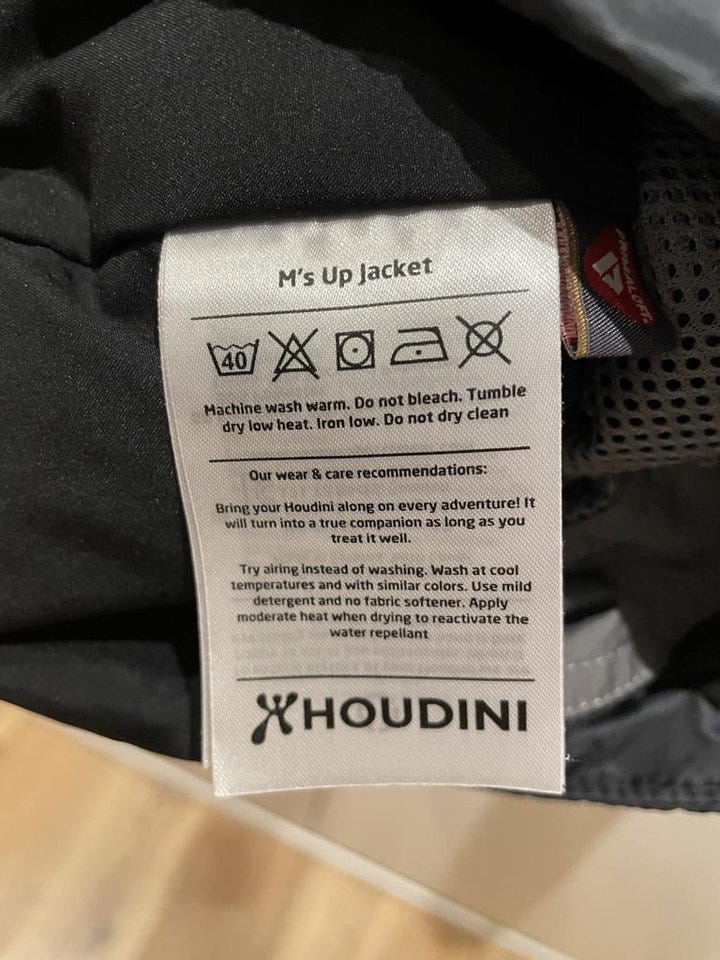 M's Up Jacket
40
Machine wash warm. Do not bleach. Tumble
dry low heat. Iron low. Do not dry clean
Our wear & care recommendations:
Bring your Houdini along on every adventure! It
will turn into a true companion as long as you
treat it well.
Try airing instead of washing. Wash at cool
temperatures and with similar colors. Use mild
detergent and no fabric softener. Apply
moderate heat when drying to reactivate the
water repellant
HOUDINI